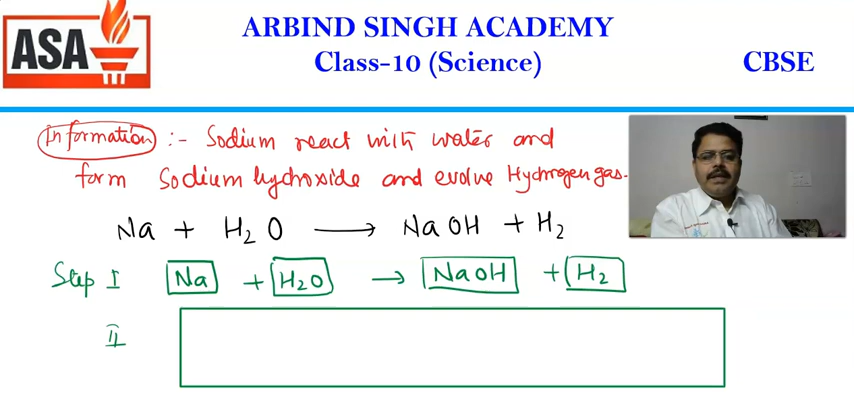 ASA
ARBIND SINGH ACADEMY
Class-10 (Science)
CBSE
Information :- Sodium react with water and
form Sodium hydroxide and evolve Hydrogen gas.
Na + H2O → NaOH + H2
Step I Na + H2O → NaOH + H2
II